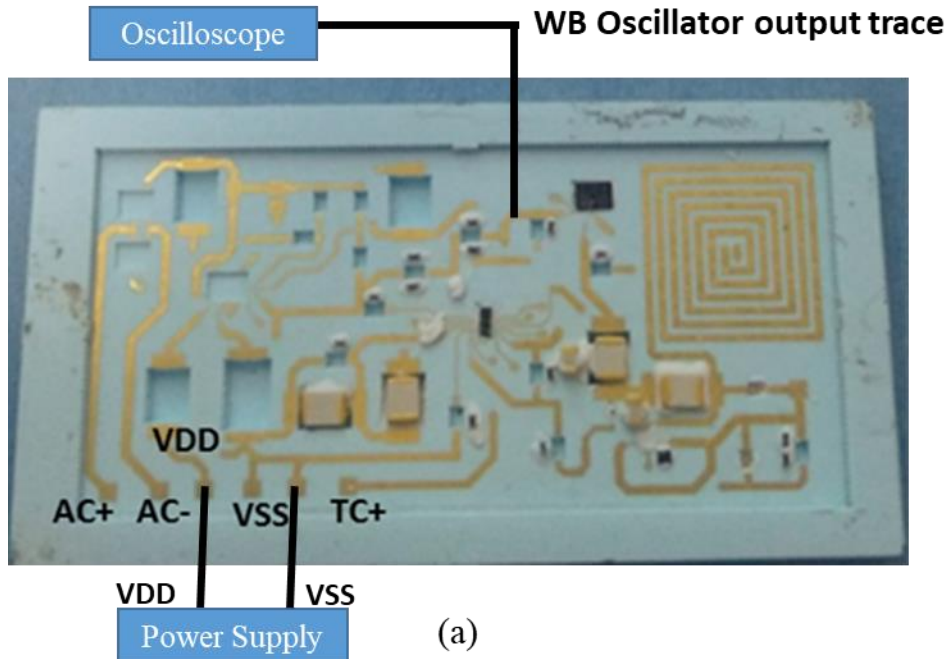 Oscilloscope
WB Oscillator output trace
VDD
AC+ AC- VSS TC+
VDD VSS
Power Supply
(a)